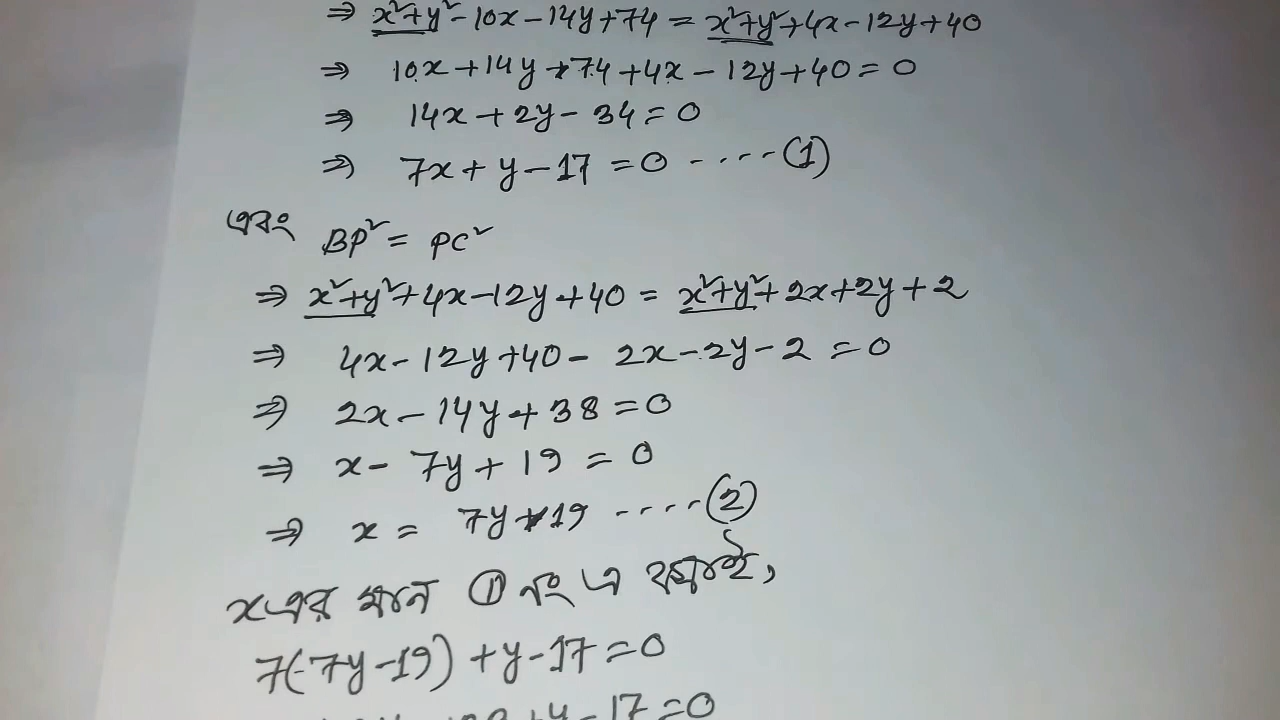 ⇒ x²+y²-10x-14y+74 = x²+y²+4x-12y+40
⇒ 10x+14y-74+4x-12y+40=0
⇒ 14x+2y-34=0
⇒ 7x+y-17=0 .....(1)
এবং BP²= PC²
⇒ x²+y²+4x-12y+40 = x²+y²+2x+2y+2
⇒ 4x-12y+40-2x-2y-2=0
⇒ 2x-14y+38=0
⇒ x-7y+19=0
⇒ x= 7y-19 .....(2)
x এর মান ① নং এ বসাই,
7(7y-19)+y-17=0
+y-17=0